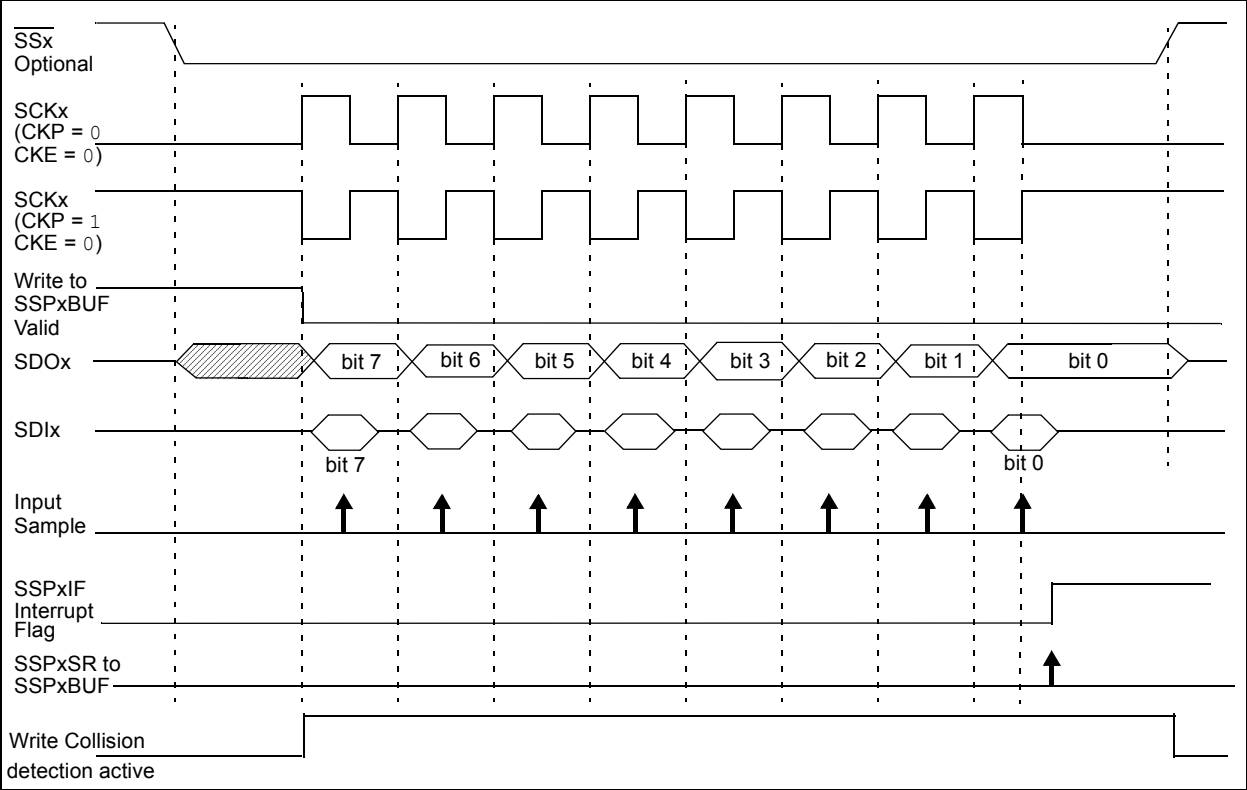 SSx
Optional
SCKx
(CKP = 0
CKE = 0)
SCKx
(CKP = 1
CKE = 0)
Write to
SSPxBUF
Valid
SDOx
bit 7 bit 6 bit 5 bit 4 bit 3 bit 2 bit 1 bit 0
SDIx
bit 7 bit 0
Input
Sample
SSPxIF
Interrupt
Flag
SSPxSR to
SSPxBUF
Write Collision
detection active